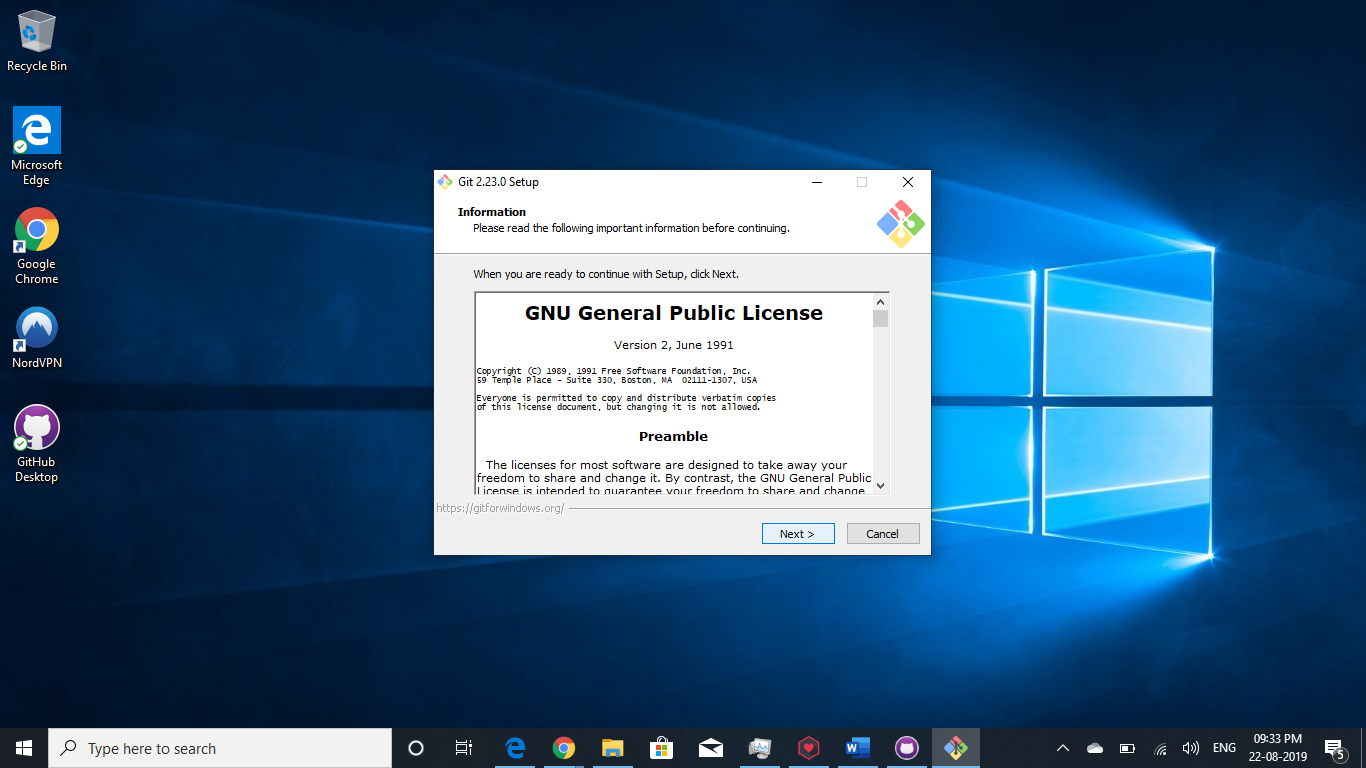 Recycle Bin
Microsoft
Edge
Google
Chrome
NordVPN
GitHub
Desktop
Git 2.23.0 Setup
Information
Please read the following important information before continuing.
When you are ready to continue with Setup, click Next.
GNU General Public License
Version 2, June 1991
Copyright (C) 1989, 1991 Free Software Foundation, Inc.
59 Temple Place - Suite 330, Boston, MA  02111-1307, USA
Everyone is permitted to copy and distribute verbatim copies
of this license document, but changing it is not allowed.
Preamble
The licenses for most software are designed to take away your
freedom to share and change it. By contrast, the GNU General Public
License is intended to guarantee your freedom to share and change
https://gitforwindows.org/
Next >
Cancel
Type here to search
ENG
09:33 PM
22-08-2019
5